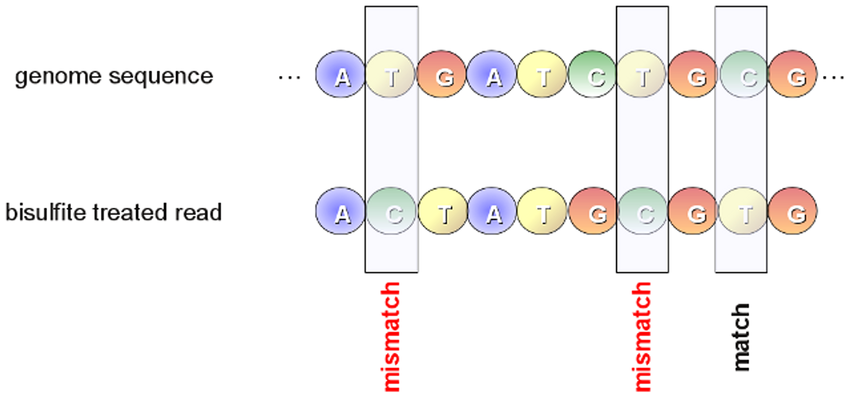 genome sequence ... A T G A T C T G C G ...
bisulfite treated read A C T A T G C G T G
mismatch mismatch match